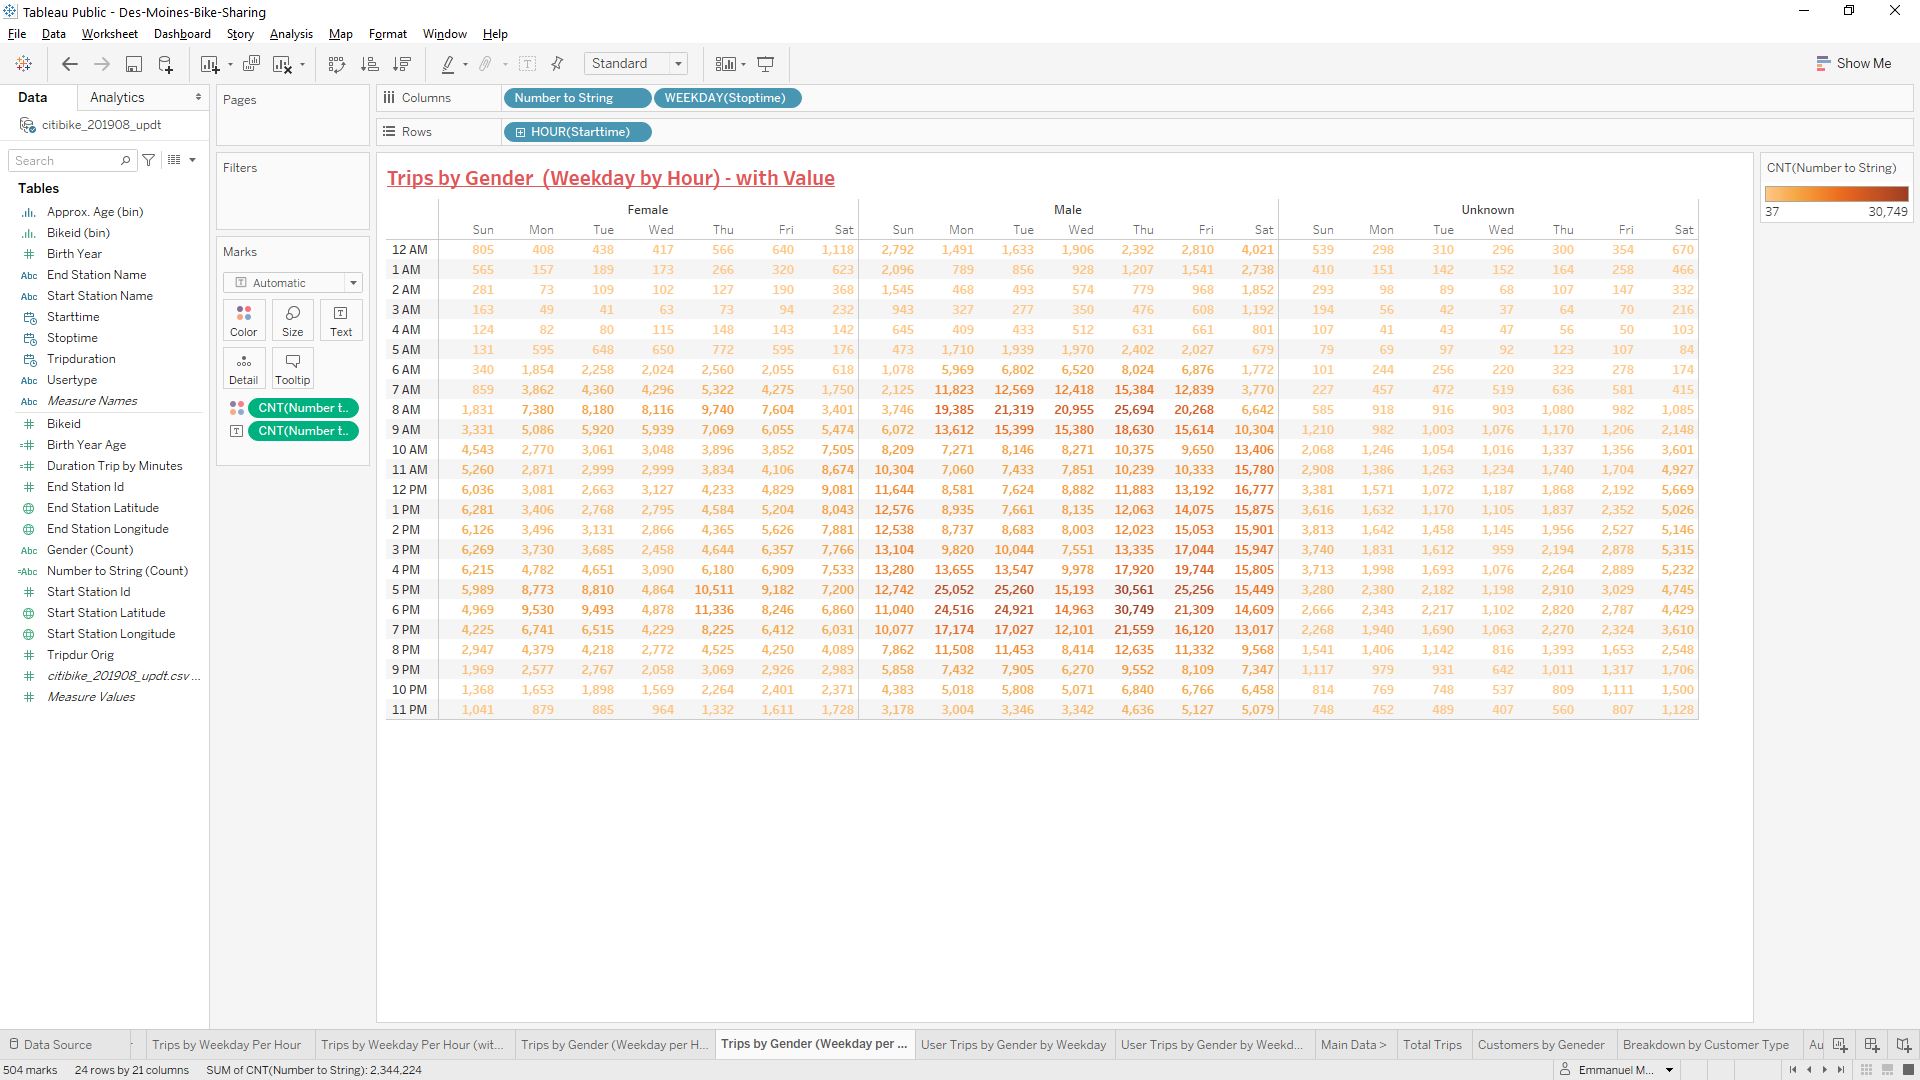 Tableau Public - Des-Moines-Bike-Sharing
File Data Worksheet Dashboard Story Analysis Map Format Window Help
Standard
Show Me
Data Analytics
citibike_201908_updt
Search
Tables
Approx. Age (bin)
Bikeid (bin)
Birth Year
End Station Name
Start Station Name
Starttime
Stoptime
Tripduration
Usertype
Measure Names
Bikeid
Birth Year Age
Duration Trip by Minutes
End Station Id
End Station Latitude
End Station Longitude
Gender (Count)
Number to String (Count)
Start Station Id
Start Station Latitude
Start Station Longitude
Tripdur Orig
citibike_201908_updt.csv ...
Measure Values
Pages
Filters
Marks
Automatic
Color Size Text
Detail Tooltip
CNT(Number t..
CNT(Number t..
Columns Number to String WEEKDAY(Stoptime)
Rows HOUR(Starttime)
Trips by Gender (Weekday by Hour) - with Value
Female Male Unknown
Sun Mon Tue Wed Thu Fri Sat Sun Mon Tue Wed Thu Fri Sat Sun Mon Tue Wed Thu Fri Sat
12 AM 805 408 438 417 566 640 1,118 2,792 1,491 1,633 1,906 2,392 2,810 4,021 539 298 310 296 300 354 670
1 AM 565 157 189 173 266 320 623 2,096 789 856 928 1,207 1,541 2,738 410 151 142 152 164 258 466
2 AM 281 73 109 102 127 190 368 1,545 468 493 574 779 968 1,852 293 98 89 68 107 147 332
3 AM 163 49 41 63 73 94 232 943 327 277 350 476 608 1,192 194 56 42 37 64 70 216
4 AM 124 82 80 115 148 143 142 645 409 433 512 631 661 801 107 41 43 47 56 50 103
5 AM 131 595 648 650 772 595 176 473 1,710 1,939 1,970 2,402 2,027 679 79 69 97 92 123 107 84
6 AM 340 1,854 2,258 2,024 2,560 2,055 618 1,078 5,969 6,802 6,520 8,024 6,876 1,772 101 244 256 220 323 278 174
7 AM 859 3,862 4,360 4,296 5,322 4,275 1,750 2,125 11,823 12,569 12,418 15,384 12,839 3,770 227 457 472 519 636 581 415
8 AM 1,831 7,380 8,180 8,116 9,740 7,604 3,401 3,746 19,385 21,319 20,955 25,694 20,268 6,642 585 918 916 903 1,080 982 1,085
9 AM 3,331 5,086 5,920 5,939 7,069 6,055 5,474 6,072 13,612 15,399 15,380 18,630 15,614 10,304 1,210 982 1,003 1,076 1,170 1,206 2,148
10 AM 4,543 2,770 3,061 3,048 3,896 3,852 7,505 8,209 7,271 8,146 8,271 10,375 9,650 13,406 2,068 1,246 1,054 1,016 1,337 1,356 3,601
11 AM 5,260 2,871 2,999 2,999 3,834 4,106 8,674 10,304 7,060 7,433 7,851 10,239 10,333 15,780 2,908 1,386 1,263 1,234 1,740 1,704 4,927
12 PM 6,036 3,081 2,663 3,127 4,233 4,829 9,081 11,644 8,581 7,624 8,882 11,883 13,192 16,777 3,381 1,571 1,072 1,187 1,868 2,192 5,669
1 PM 6,281 3,406 2,768 2,795 4,584 5,204 8,043 12,576 8,935 7,661 8,135 12,063 14,075 15,875 3,616 1,632 1,170 1,105 1,837 2,352 5,026
2 PM 6,126 3,496 3,131 2,866 4,365 5,626 7,881 12,538 8,737 8,683 8,003 12,023 15,053 15,901 3,813 1,642 1,458 1,145 1,956 2,527 5,146
3 PM 6,269 3,730 3,685 2,458 4,644 6,357 7,766 13,104 9,820 10,044 7,551 13,335 17,044 15,947 3,740 1,831 1,612 959 2,194 2,878 5,315
4 PM 6,215 4,782 4,651 3,090 6,180 6,909 7,533 13,280 13,655 13,547 9,978 17,920 19,744 15,805 3,713 1,998 1,693 1,076 2,264 2,889 5,232
5 PM 5,989 8,773 8,810 4,864 10,511 9,182 7,200 12,742 25,052 25,260 15,193 30,561 25,256 15,449 3,280 2,380 2,182 1,198 2,910 3,029 4,745
6 PM 4,969 9,530 9,493 4,878 11,336 8,246 6,860 11,040 24,516 24,921 14,963 30,749 21,309 14,609 2,666 2,343 2,217 1,102 2,820 2,787 4,429
7 PM 4,225 6,741 6,515 4,229 8,225 6,412 6,031 10,077 17,174 17,027 12,101 21,559 16,120 13,017 2,268 1,940 1,690 1,063 2,270 2,324 3,610
8 PM 2,947 4,379 4,218 2,772 4,525 4,250 4,089 7,862 11,508 11,453 8,414 12,635 11,332 9,568 1,541 1,406 1,142 816 1,393 1,653 2,548
9 PM 1,969 2,577 2,767 2,058 3,069 2,926 2,983 5,858 7,432 7,905 6,270 9,552 8,109 7,347 1,117 979 931 642 1,011 1,317 1,706
10 PM 1,368 1,653 1,898 1,569 2,264 2,401 2,371 4,383 5,018 5,808 5,071 6,840 6,766 6,458 814 769 748 537 809 1,111 1,500
11 PM 1,041 879 885 964 1,332 1,611 1,728 3,178 3,004 3,346 3,342 4,636 5,127 5,079 748 452 489 407 560 807 1,128
CNT(Number to String)
37 30,749
Data Source Trips by Weekday Per Hour Trips by Weekday Per Hour (wit... Trips by Gender (Weekday per H... Trips by Gender (Weekday per ... User Trips by Gender by Weekday User Trips by Gender by Weekd... Main Data > Total Trips Customers by Geneder Breakdown by Customer Type Au
504 marks 24 rows by 21 columns SUM of CNT(Number to String): 2,344,224 Emmanuel M...